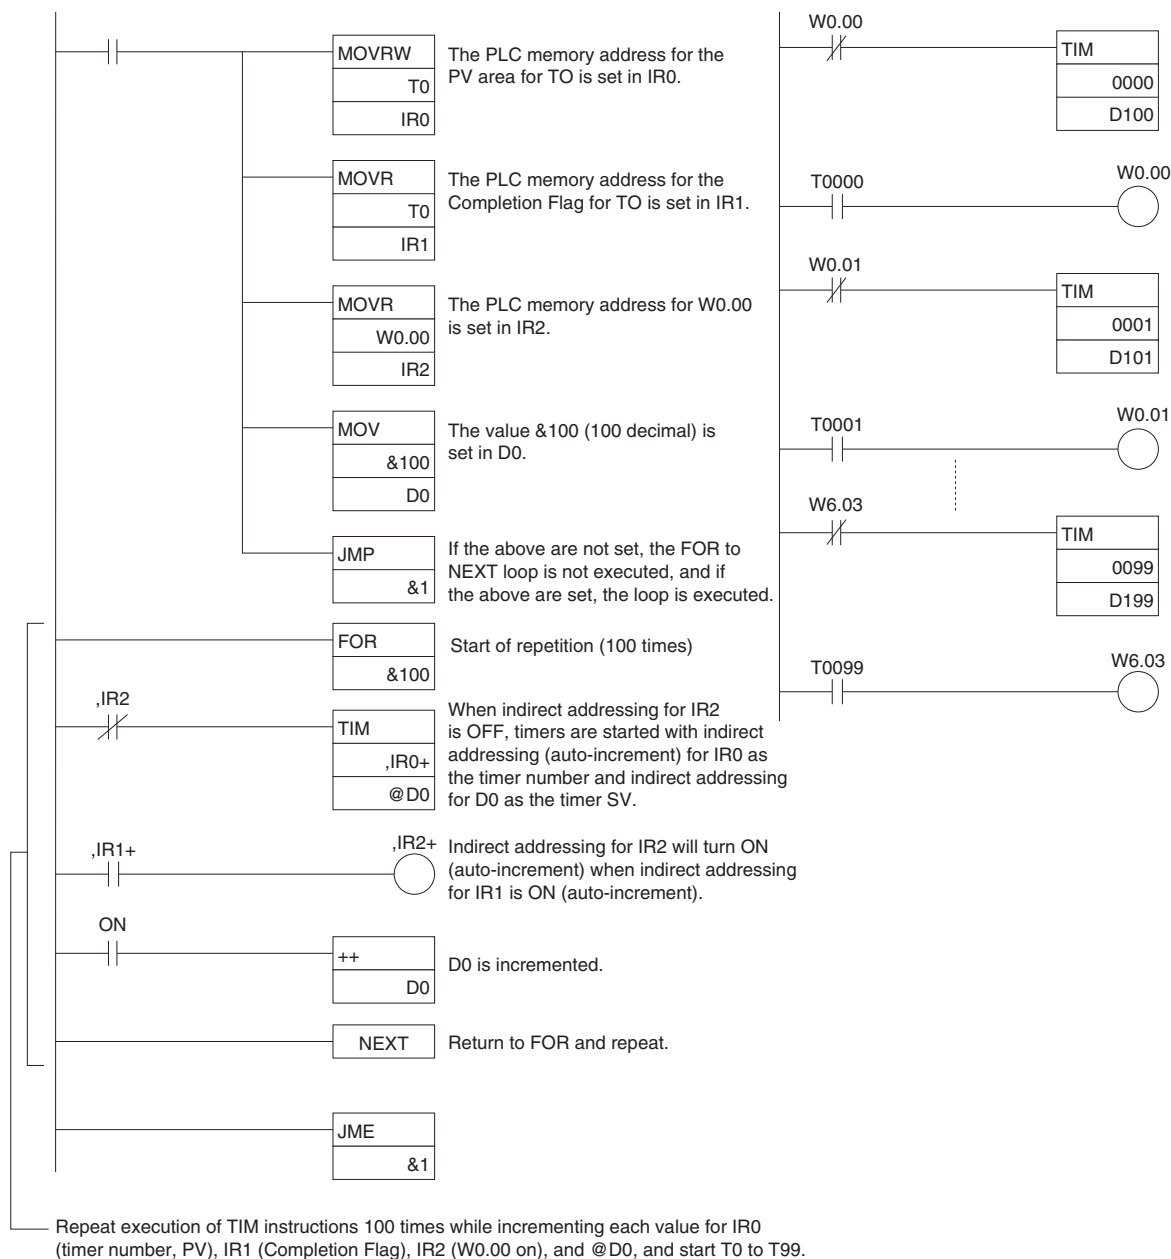 MOVRW
T0
IR0
The PLC memory address for the
PV area for TO is set in IR0.
MOVR
T0
IR1
The PLC memory address for the
Completion Flag for TO is set in IR1.
MOVR
W0.00
IR2
The PLC memory address for W0.00
is set in IR2.
MOV
&100
D0
The value &100 (100 decimal) is
set in D0.
JMP
&1
If the above are not set, the FOR to
NEXT loop is not executed, and if
the above are set, the loop is executed.
FOR
&100
Start of repetition (100 times)
,IR2
TIM
,IR0+
@D0
When indirect addressing for IR2
is OFF, timers are started with indirect
addressing (auto-increment) for IR0 as
the timer number and indirect addressing
for D0 as the timer SV.
,IR1+
,IR2+
Indirect addressing for IR2 will turn ON
(auto-increment) when indirect addressing
for IR1 is ON (auto-increment).
ON
++
D0
D0 is incremented.
NEXT
Return to FOR and repeat.
JME
&1
Repeat execution of TIM instructions 100 times while incrementing each value for IR0
(timer number, PV), IR1 (Completion Flag), IR2 (W0.00 on), and @D0, and start T0 to T99.
W0.00
TIM
0000
D100
T0000
W0.00
W0.01
TIM
0001
D101
T0001
W0.01
W6.03
TIM
0099
D199
T0099
W6.03